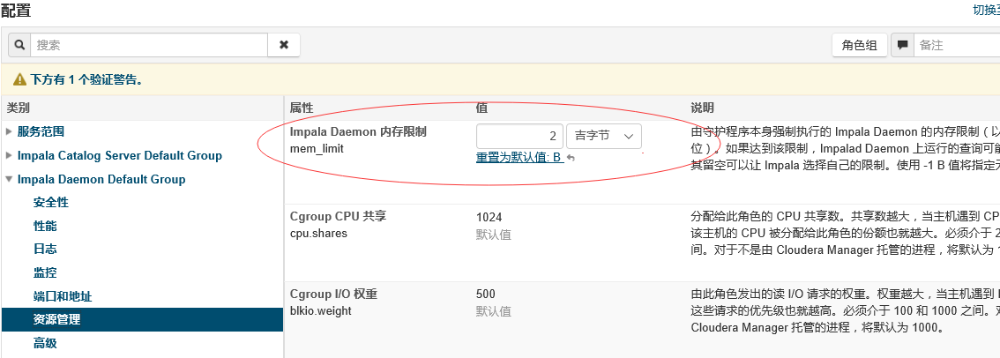 配置
切换至
搜索
角色组
备注
下方有 1 个验证警告。
类别
属性
值
说明
服务范围
Impala Catalog Server Default Group
Impala Daemon Default Group
安全性
性能
日志
监控
端口和地址
资源管理
高级
Impala Daemon 内存限制
mem_limit
2
吉字节
重置为默认值: B
由守护程序本身强制执行的 Impala Daemon 的内存限制（以
位）。如果达到该限制，Impalad Daemon 上运行的查询可能
其留空可以让 Impala 选择自己的限制。使用 -1 B 值将指定无
Cgroup CPU 共享
cpu.shares
1024
默认值
分配给此角色的 CPU 共享数。共享数越大，当主机遇到 CP
该主机的 CPU 被分配给此角色的份额也就越大。必须介于 2
间。对于不是由 Cloudera Manager 托管的进程，将默认为 1
Cgroup I/O 权重
blkio.weight
500
默认值
由此角色发出的读 I/O 请求的权重。权重越大，当主机遇到 I
这些请求的优先级也就越高。必须介于 100 和 1000 之间。对
Cloudera Manager 托管的进程，将默认为 1000。